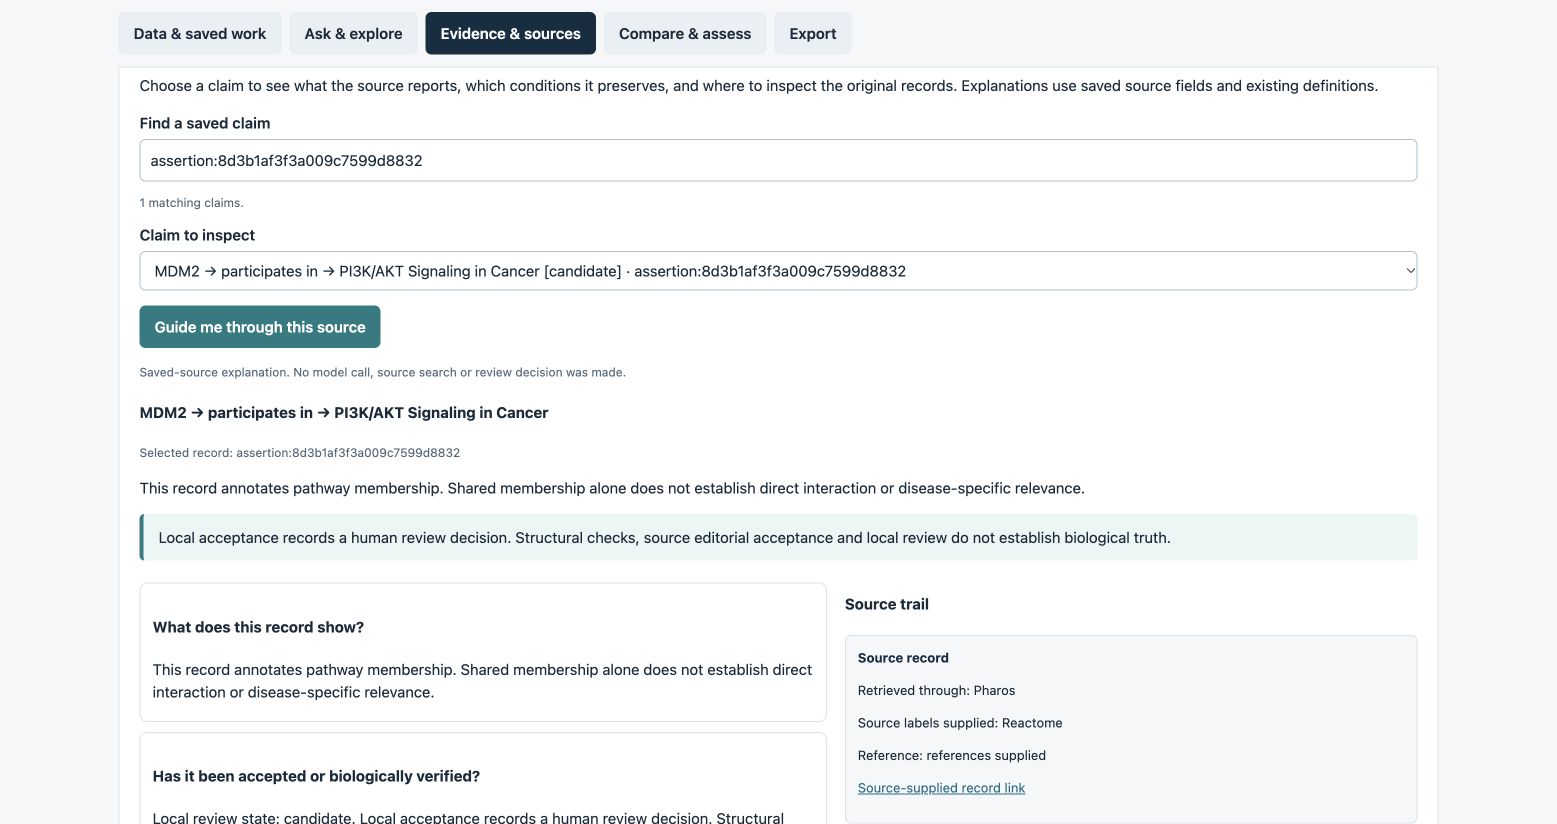 Data & saved work
Ask & explore
Evidence & sources
Compare & assess
Export
Choose a claim to see what the source reports, which conditions it preserves, and where to inspect the original records. Explanations use saved source fields and existing definitions.
Find a saved claim
assertion:8d3b1af3f3a009c7599d8832
1 matching claims.
Claim to inspect
MDM2 → participates in → PI3K/AKT Signaling in Cancer [candidate] · assertion:8d3b1af3f3a009c7599d8832
Guide me through this source
Saved-source explanation. No model call, source search or review decision was made.
MDM2 → participates in → PI3K/AKT Signaling in Cancer
Selected record: assertion:8d3b1af3f3a009c7599d8832
This record annotates pathway membership. Shared membership alone does not establish direct interaction or disease-specific relevance.
Local acceptance records a human review decision. Structural checks, source editorial acceptance and local review do not establish biological truth.
What does this record show?
This record annotates pathway membership. Shared membership alone does not establish direct
interaction or disease-specific relevance.
Has it been accepted or biologically verified?
Local review state: candidate. Local acceptance records a human review decision. Structural
Source trail
Source record
Retrieved through: Pharos
Source labels supplied: Reactome
Reference: references supplied
Source-supplied record link